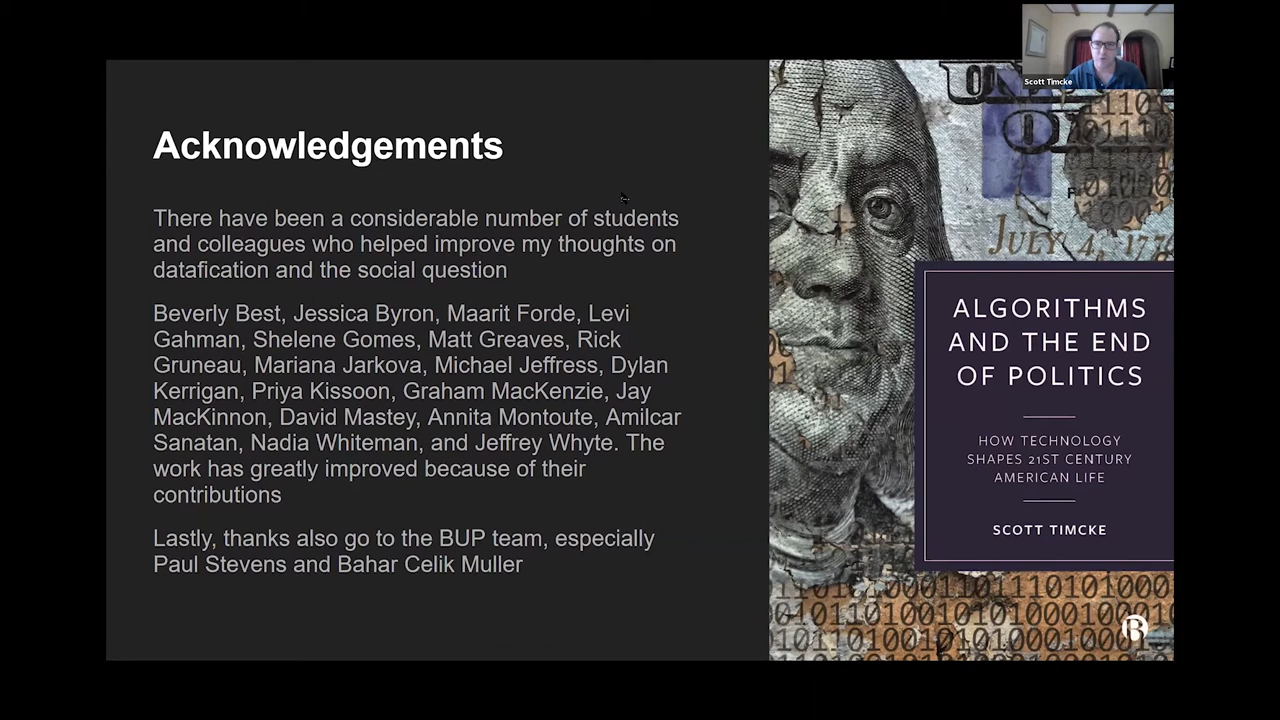 Scott Timcke
Acknowledgements
There have been a considerable number of students
and colleagues who helped improve my thoughts on
datafication and the social question
Beverly Best, Jessica Byron, Maarit Forde, Levi
Gahman, Shelene Gomes, Matt Greaves, Rick
Gruneau, Mariana Jarkova, Michael Jeffress, Dylan
Kerrigan, Priya Kissoon, Graham MacKenzie, Jay
MacKinnon, David Mastey, Annita Montoute, Amilcar
Sanatan, Nadia Whiteman, and Jeffrey Whyte. The
work has greatly improved because of their
contributions
Lastly, thanks also go to the BUP team, especially
Paul Stevens and Bahar Celik Muller
JULY 4, 177
ALGORITHMS
AND THE END
OF POLITICS
HOW TECHNOLOGY
SHAPES 21ST CENTURY
AMERICAN LIFE
SCOTT TIMCKE